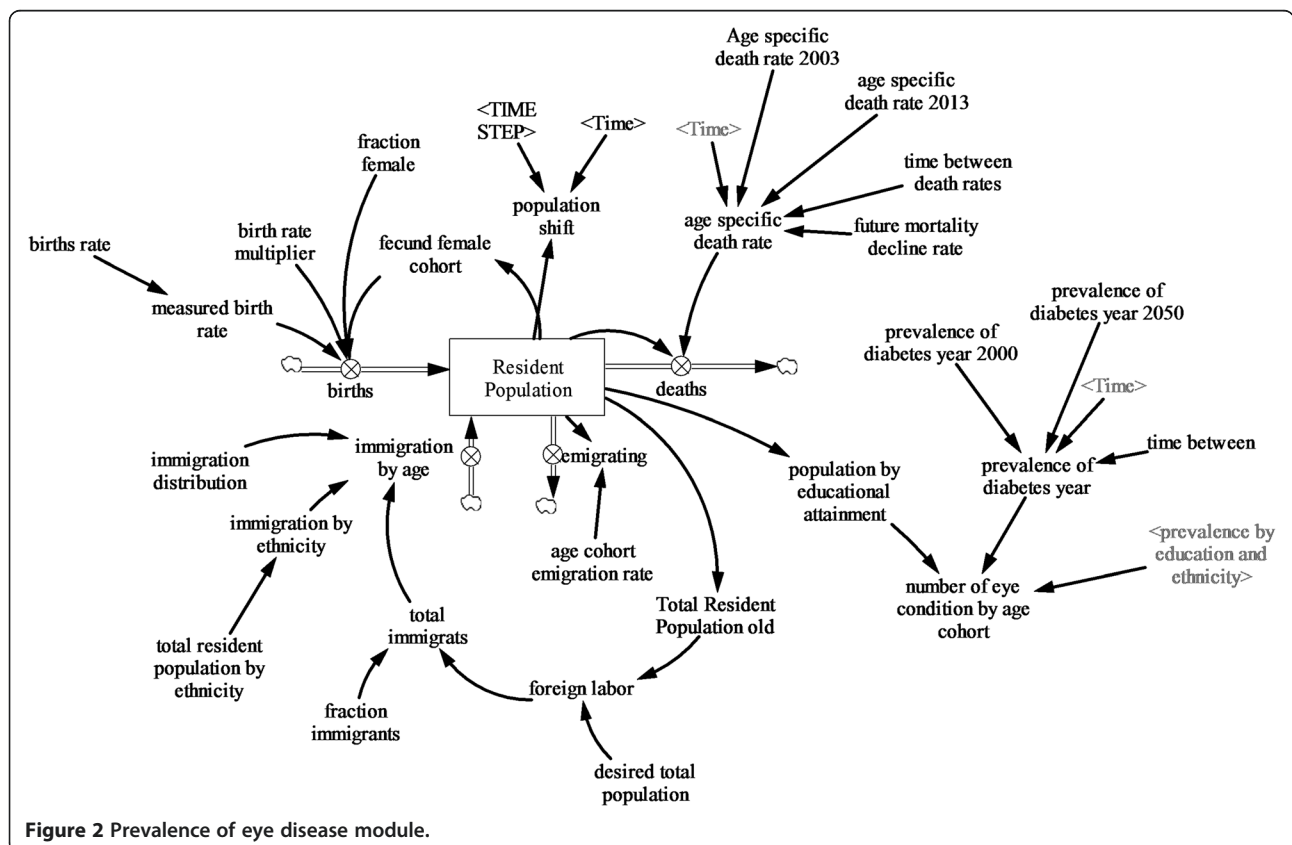 Age specific
death rate 2003
age specific
death rate 2013
<TIME
STEP>
<Time>
<Time>
fraction
female
time between
death rates
population
shift
age specific
death rate
future mortality
decline rate
births rate
birth rate
multiplier
fecund female
cohort
measured birth
rate
prevalence of
diabetes year 2050
prevalence of
diabetes year 2000
<Time>
births
Resident
Population
deaths
immigration
distribution
immigration
by age
emigrating
population by
educational
attainment
prevalence of
diabetes year
time between
immigration by
ethnicity
age cohort
emigration rate
<prevalence by
education and
ethnicity>
number of eye
condition by age
cohort
total resident
population by
ethnicity
total
immigrats
Total Resident
Population old
fraction
immigrants
foreign labor
desired total
population
Figure 2 Prevalence of eye disease module.